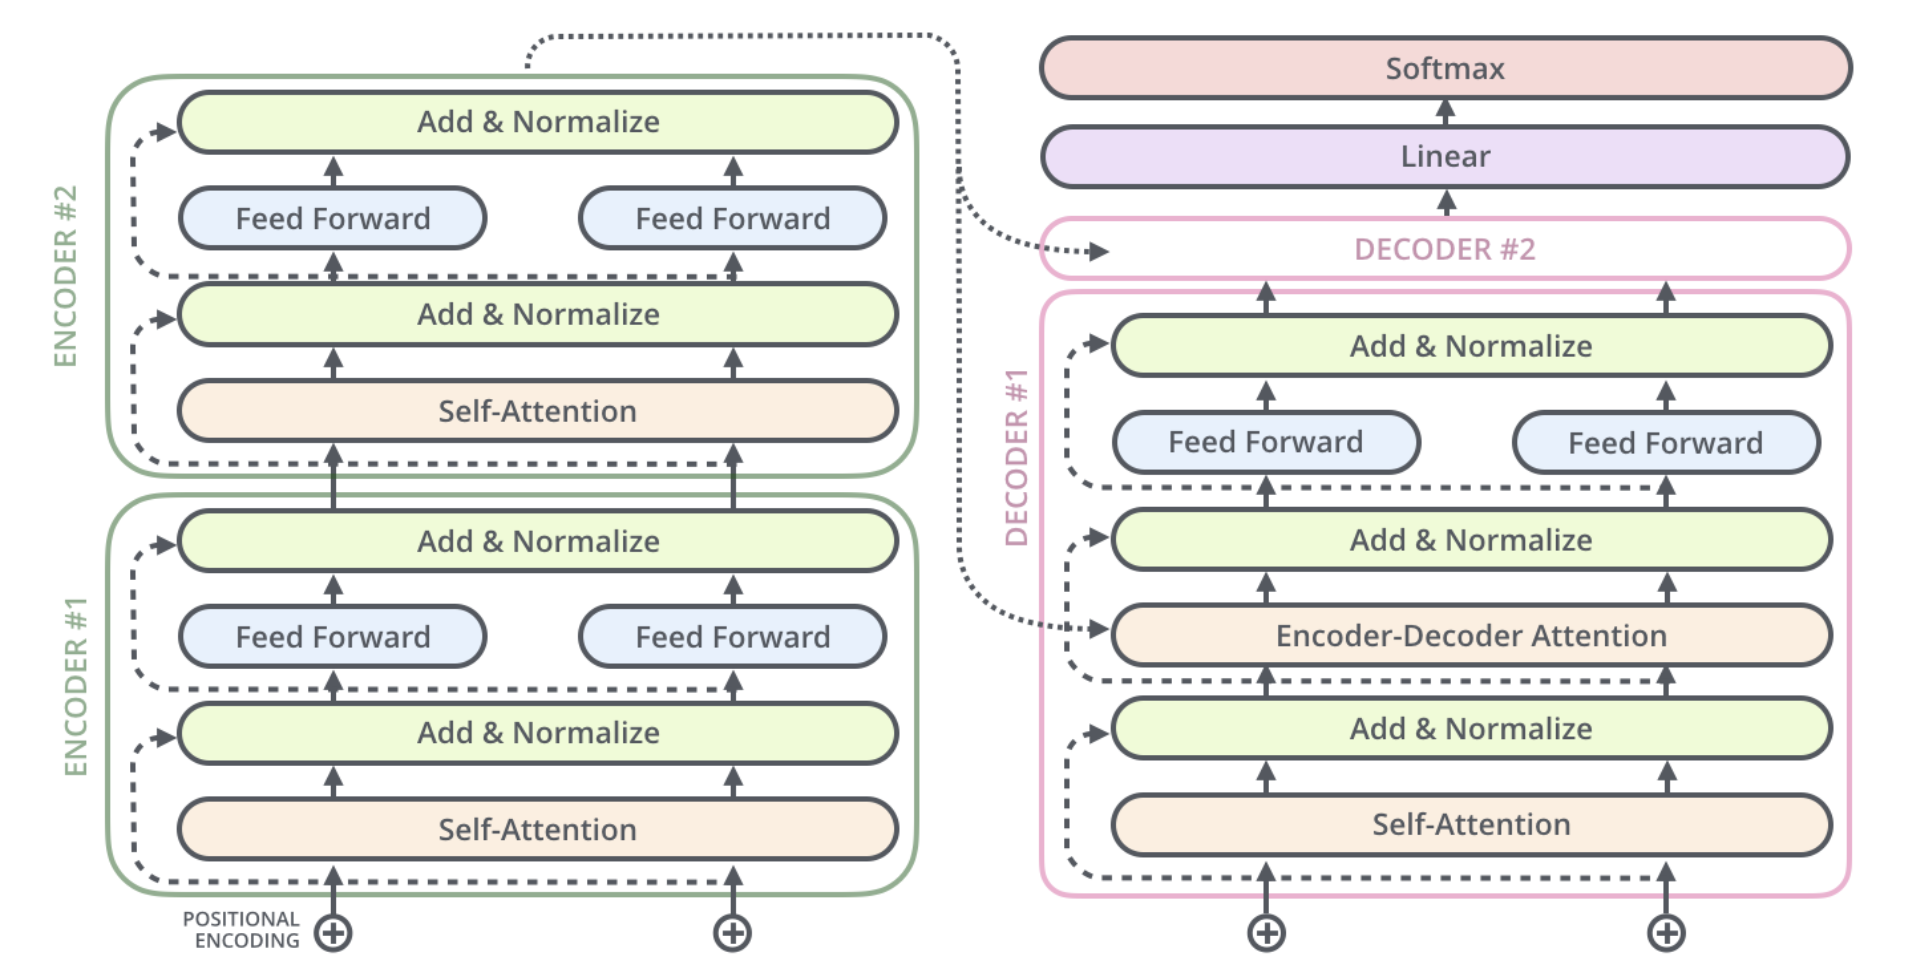 ENCODER #2
Add & Normalize
Feed Forward
Feed Forward
Add & Normalize
Self-Attention
ENCODER #1
Add & Normalize
Feed Forward
Feed Forward
Add & Normalize
Self-Attention
POSITIONAL
ENCODING
Softmax
Linear
DECODER #2
DECODER #1
Add & Normalize
Feed Forward
Feed Forward
Add & Normalize
Encoder-Decoder Attention
Add & Normalize
Self-Attention